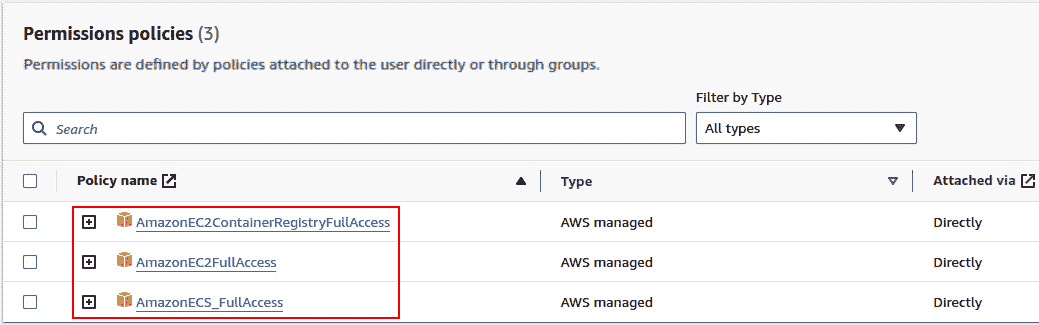 Permissions policies (3)
Permissions are defined by policies attached to the user directly or through groups.
Filter by Type
Search
All types
Policy name Type Attached via
AmazonEC2ContainerRegistryFullAccess AWS managed Directly
AmazonEC2FullAccess AWS managed Directly
AmazonECS_FullAccess AWS managed Directly